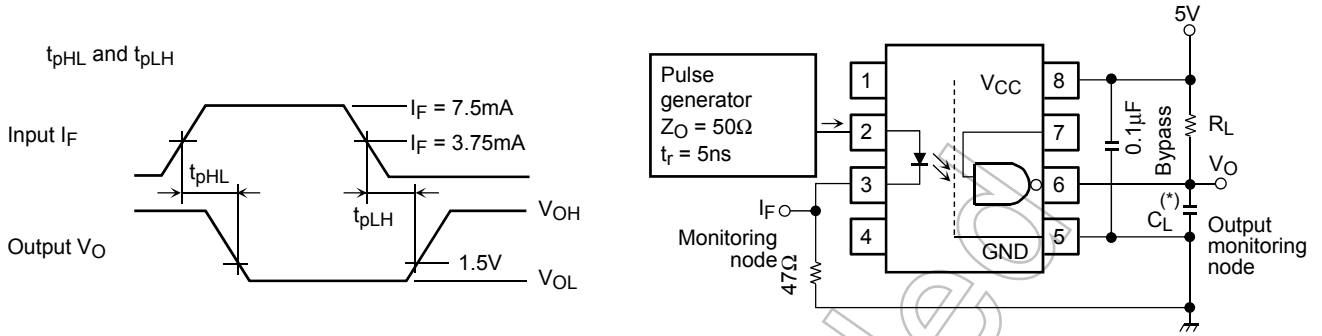 tpHL and tpLH
Input IF
IF = 7.5mA
IF = 3.75mA
tpHL
tpLH
Output VO
VOH
1.5V
VOL
Pulse
generator
ZO = 50Ω
tr = 5ns
1
2
3
4
VCC
GND
8
7
6
5
5V
0.1μF
Bypass
RL
VO
(*)
CL
Output
monitoring
node
IF
Monitoring
node
47Ω